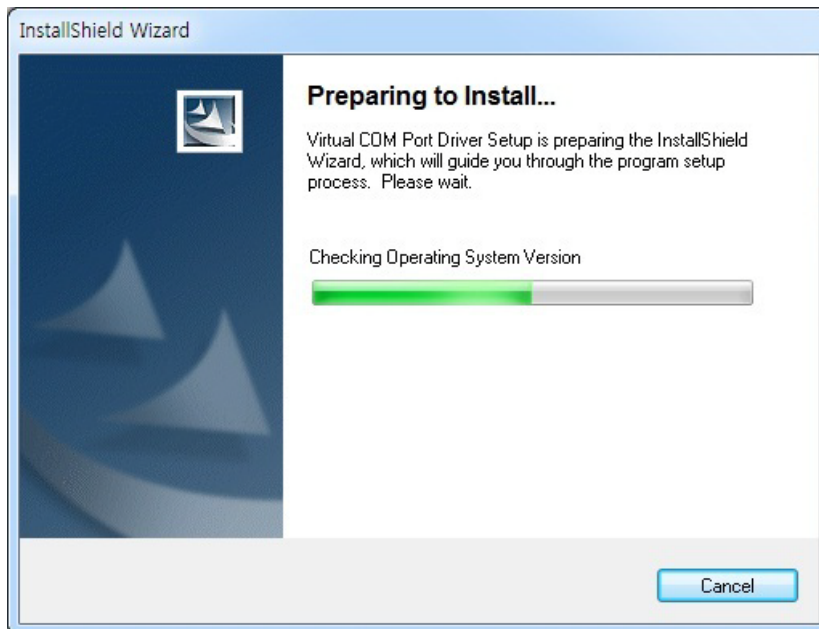 InstallShield Wizard
Preparing to Install...
Virtual COM Port Driver Setup is preparing the InstallShield
Wizard, which will guide you through the program setup
process. Please wait.
Checking Operating System Version
Cancel